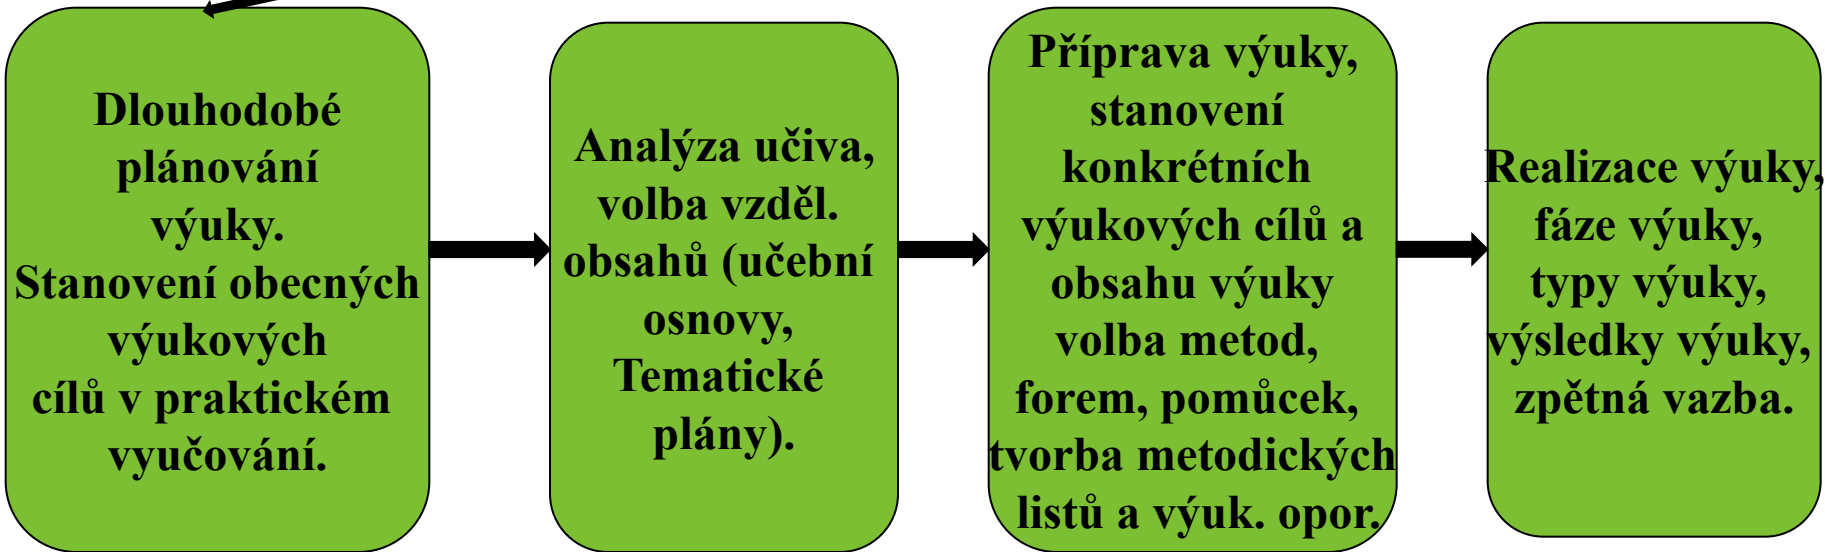 Dlouhodobé
plánování
výuky.
Stanovení obecných
výukových
cílů v praktickém
vyučování.
Analýza učiva,
volba vzděl.
obsahů (učební
osnovy,
Tematické
plány).
Příprava výuky,
stanovení
konkrétních
výukových cílů a
obsahu výuky
volba metod,
forem, pomůcek,
tvorba metodických
listů a výuk. opor.
Realizace výuky,
fáze výuky,
typy výuky,
výsledky výuky,
zpětná vazba.